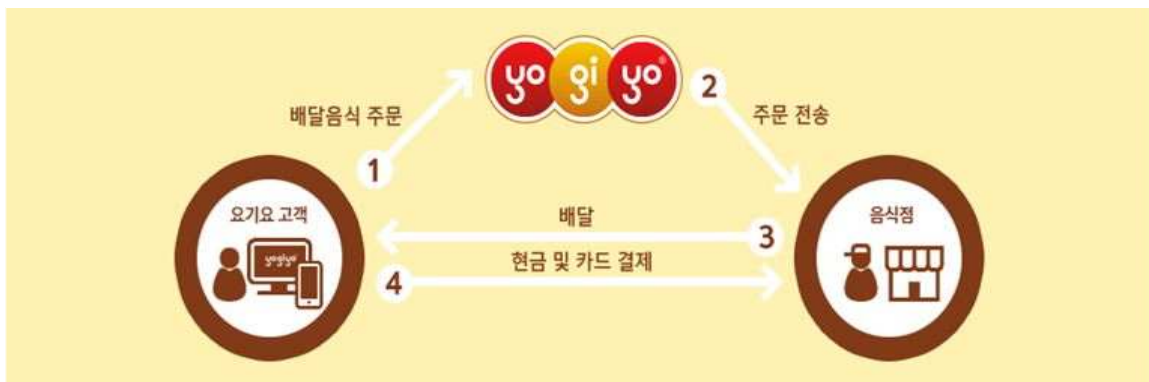 yo gi yo
2
배달음식 주문
주문 전송
1
요기요 고객
음식점
배달
3
yogiyo
현금 및 카드 결제
4